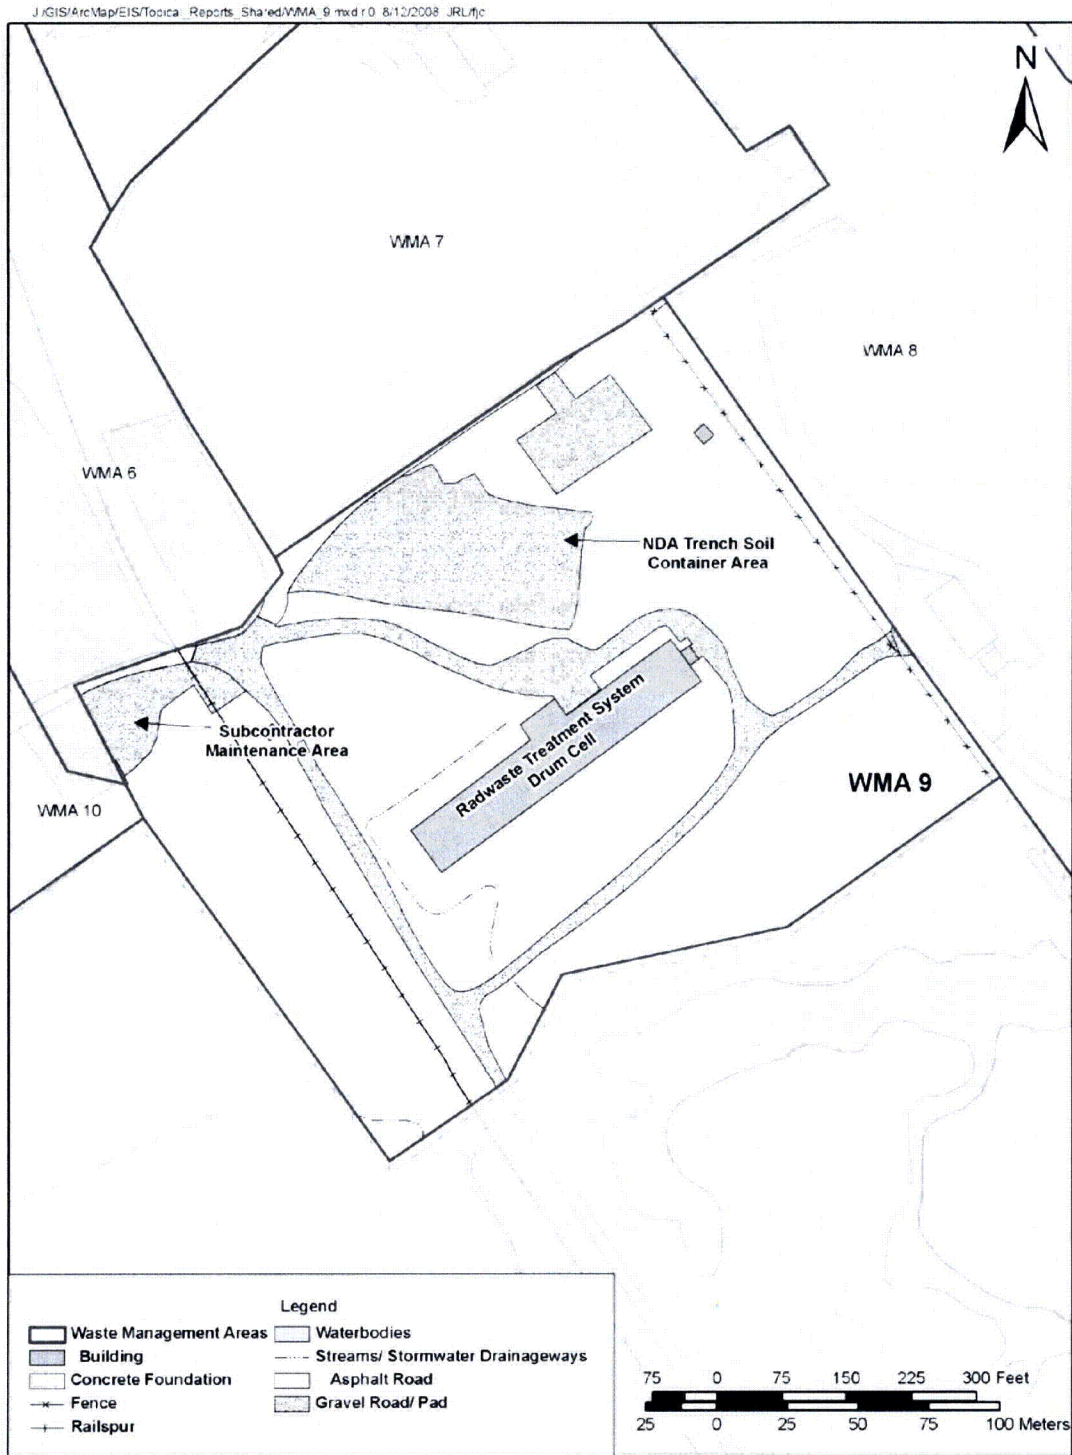 J:/GIS/ArcMap/EIS/Topical_Reports_Shared/WMA_9.mxd r.0 8/12/2008 JRL/fjc
N
WMA 7
WMA 8
WMA 6
NDA Trench Soil
Container Area
Subcontractor
Maintenance Area
Radwaste Treatment System
Drum Cell
WMA 9
WMA 10
Legend
Waste Management Areas
Building
Concrete Foundation
Fence
Railspur
Waterbodies
Streams/ Stormwater Drainageways
Asphalt Road
Gravel Road/ Pad
75 0 75 150 225 300 Feet
25 0 25 50 75 100 Meters